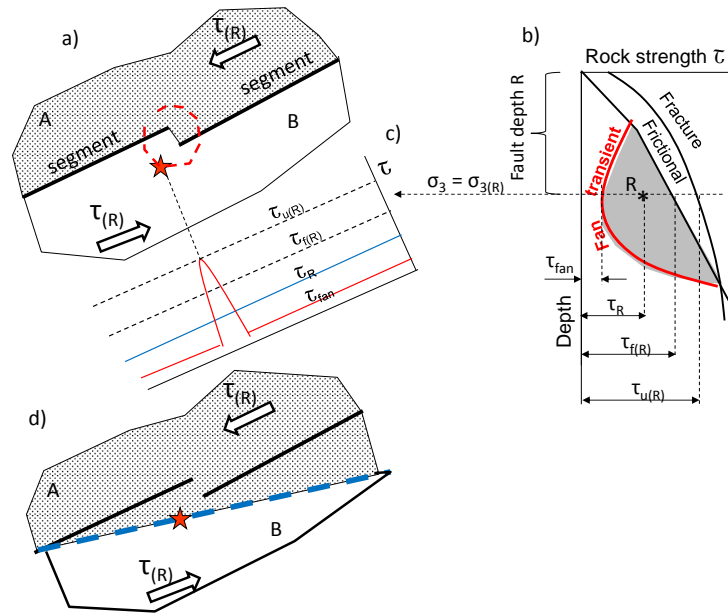 a)
τ(R)
segment
A
segment
B
τ(R)
c)
τ
τu(R)
τf(R)
τR
τfan
b)
Rock strength τ
Fault depth R
Fracture
Frictional
transient
Fan
R
*
σ3 = σ3(R)
τfan
τR
τf(R)
τu(R)
Depth
d)
τ(R)
A
B
τ(R)